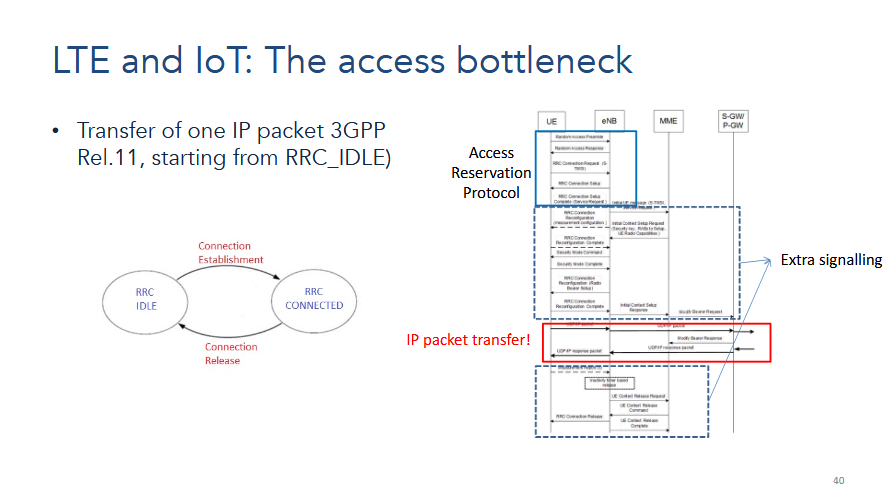 LTE and IoT: The access bottleneck
• Transfer of one IP packet 3GPP
Rel.11, starting from RRC_IDLE)
Connection
Establishment
RRC
IDLE
RRC
CONNECTED
Connection
Release
Access
Reservation
Protocol
IP packet transfer!
Extra signalling
UE
eNB
MME
S-GW/
P-GW
Random Access Preamble
Random Access Response
RRC Connection Request (S-
TMSI)
RRC Connection Setup
RRC Connection Setup
Complete (Service Request)
Initial UE message (S-TMSI,
RRC Connection
Reconfiguration
(measurement configuration )
Initial Context Setup Request
(Security key, RABs to Setup,
UE Radio Capabilities )
RRC Connection
Reconfiguration Complete
Security Mode Command
Security Mode Complete
RRC Connection
Reconfiguration (Radio
Bearer Setup)
RRC Connection
Reconfiguration Complete
Initial Context Setup
Response
Modify Bearer Request
UDP/IP packet
UDP/IP packet
Modify Bearer Response
UDP/IP response packet
UDP/IP response packet
Inactivity timer based
release
UE Context Release Request
UE Context Release
Command
RRC Connection Release
UE Context Release
Complete
40